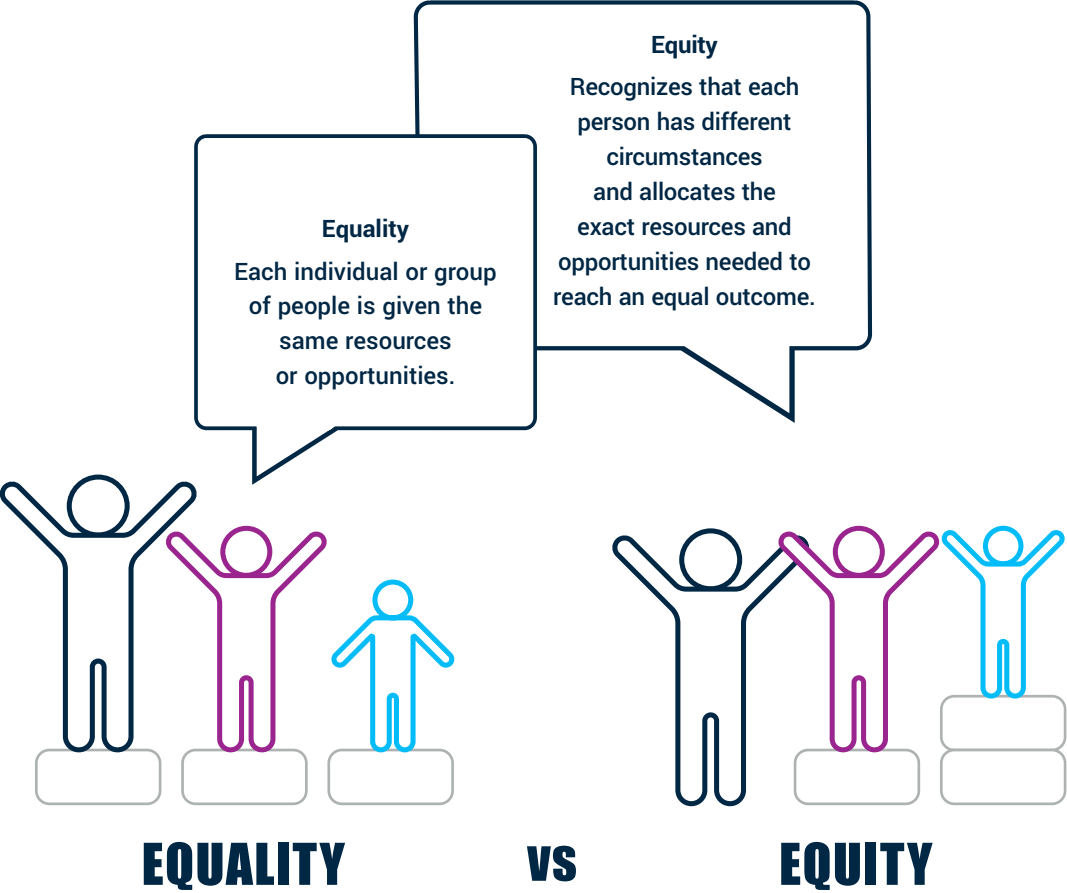 Equity
Recognizes that each
person has different
circumstances
and allocates the
exact resources and
opportunities needed to
reach an equal outcome.
Equality
Each individual or group
of people is given the
same resources
or opportunities.
EQUALITY
VS
EQUITY